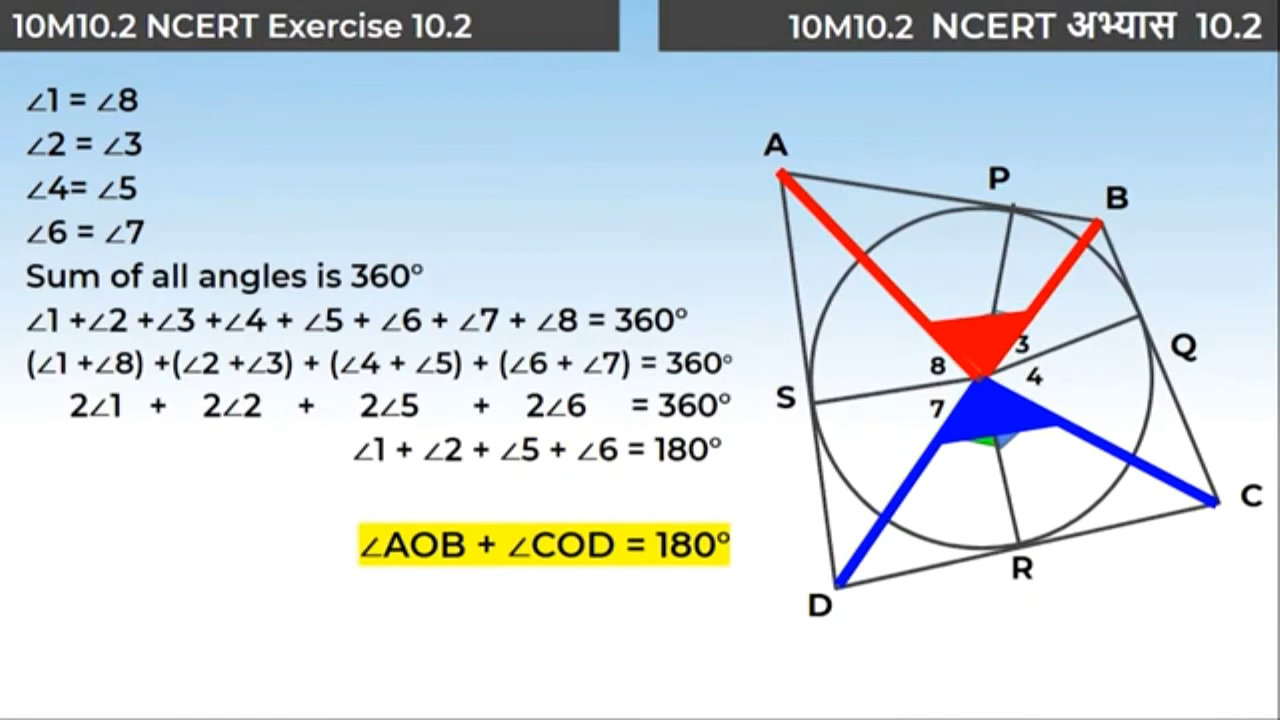 10M10.2 NCERT Exercise 10.2
10M10.2 NCERT अभ्यास 10.2
∠1 = ∠8
∠2 = ∠3
∠4= ∠5
∠6 = ∠7
Sum of all angles is 360°
∠1 +∠2 +∠3 +∠4 + ∠5 + ∠6 + ∠7 + ∠8 = 360°
(∠1 +∠8) +(∠2 +∠3) + (∠4 + ∠5) + (∠6 + ∠7) = 360°
2∠1 + 2∠2 + 2∠5 + 2∠6 = 360°
∠1 + ∠2 + ∠5 + ∠6 = 180°
∠AOB + ∠COD = 180°
A
P
B
3
Q
8
4
S
7
C
R
D